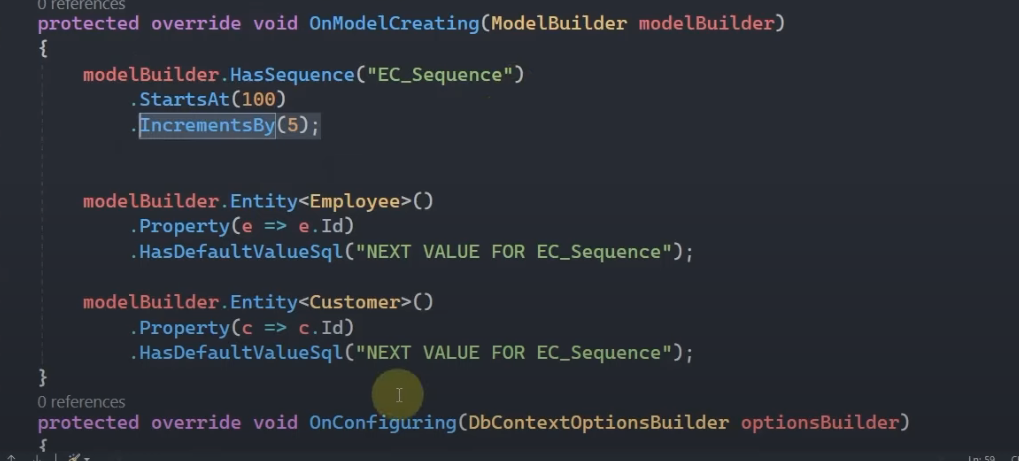 0 references
protected override void OnModelCreating(ModelBuilder modelBuilder)
{
modelBuilder.HasSequence("EC_Sequence")
.StartsAt(100)
.IncrementsBy(5);
modelBuilder.Entity<Employee>()
.Property(e => e.Id)
.HasDefaultValueSql("NEXT VALUE FOR EC_Sequence");
modelBuilder.Entity<Customer>()
.Property(c => c.Id)
.HasDefaultValueSql("NEXT VALUE FOR EC_Sequence");
}
0 references
protected override void OnConfiguring(DbContextOptionsBuilder optionsBuilder)
{
Ln: 59